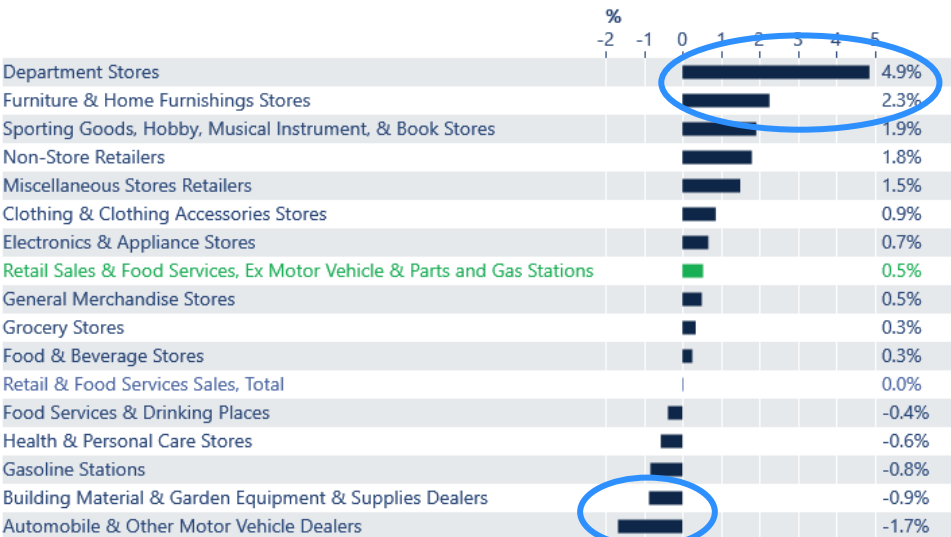 %
-2 -1 0 1 2 3 4 5
Department Stores 4.9%
Furniture & Home Furnishings Stores 2.3%
Sporting Goods, Hobby, Musical Instrument, & Book Stores 1.9%
Non-Store Retailers 1.8%
Miscellaneous Stores Retailers 1.5%
Clothing & Clothing Accessories Stores 0.9%
Electronics & Appliance Stores 0.7%
Retail Sales & Food Services, Ex Motor Vehicle & Parts and Gas Stations 0.5%
General Merchandise Stores 0.5%
Grocery Stores 0.3%
Food & Beverage Stores 0.3%
Retail & Food Services Sales, Total 0.0%
Food Services & Drinking Places -0.4%
Health & Personal Care Stores -0.6%
Gasoline Stations -0.8%
Building Material & Garden Equipment & Supplies Dealers -0.9%
Automobile & Other Motor Vehicle Dealers -1.7%